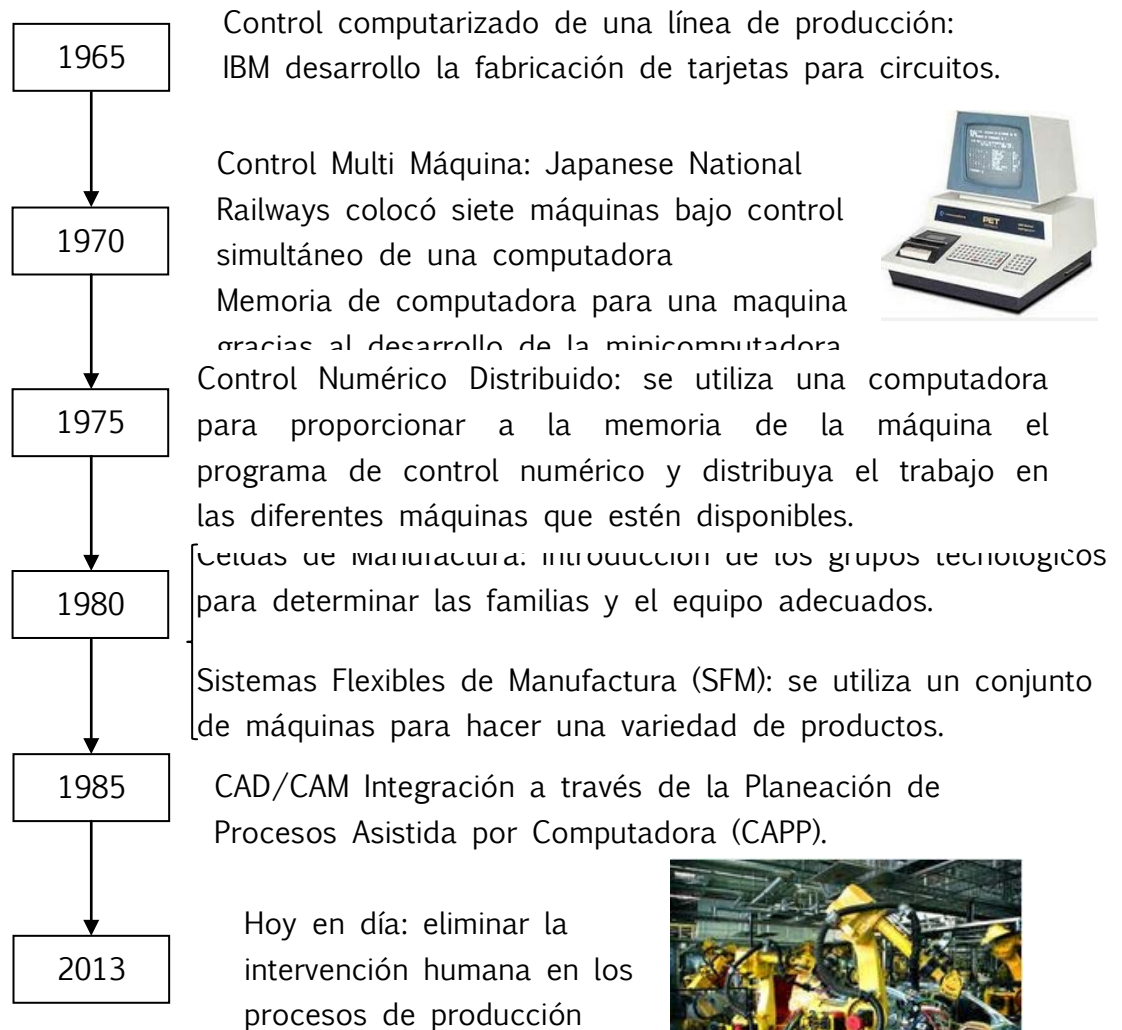 1965
Control computarizado de una línea de producción:
IBM desarrollo la fabricación de tarjetas para circuitos.
1970
Control Multi Máquina: Japanese National
Railways colocó siete máquinas bajo control
simultáneo de una computadora
Memoria de computadora para una maquina
gracias al desarrollo de la minicomputadora
1975
Control Numérico Distribuido: se utiliza una computadora
para proporcionar a la memoria de la máquina el
programa de control numérico y distribuya el trabajo en
las diferentes máquinas que estén disponibles.
1980
Celdas de Manufactura: introducción de los grupos tecnológicos
para determinar las familias y el equipo adecuados.
Sistemas Flexibles de Manufactura (SFM): se utiliza un conjunto
de máquinas para hacer una variedad de productos.
1985
CAD/CAM Integración a través de la Planeación de
Procesos Asistida por Computadora (CAPP).
2013
Hoy en día: eliminar la
intervención humana en los
procesos de producción
PET